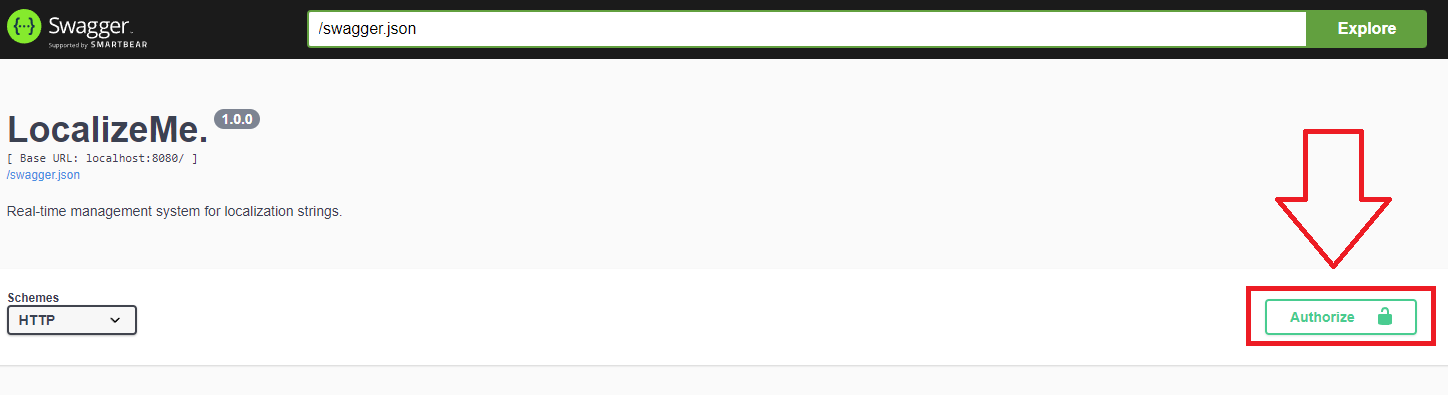 Swagger
Supported by SMARTBEAR
/swagger.json
Explore
LocalizeMe. 1.0.0
[ Base URL: localhost:8080/ ]
/swagger.json
Real-time management system for localization strings.
Schemes
HTTP
Authorize